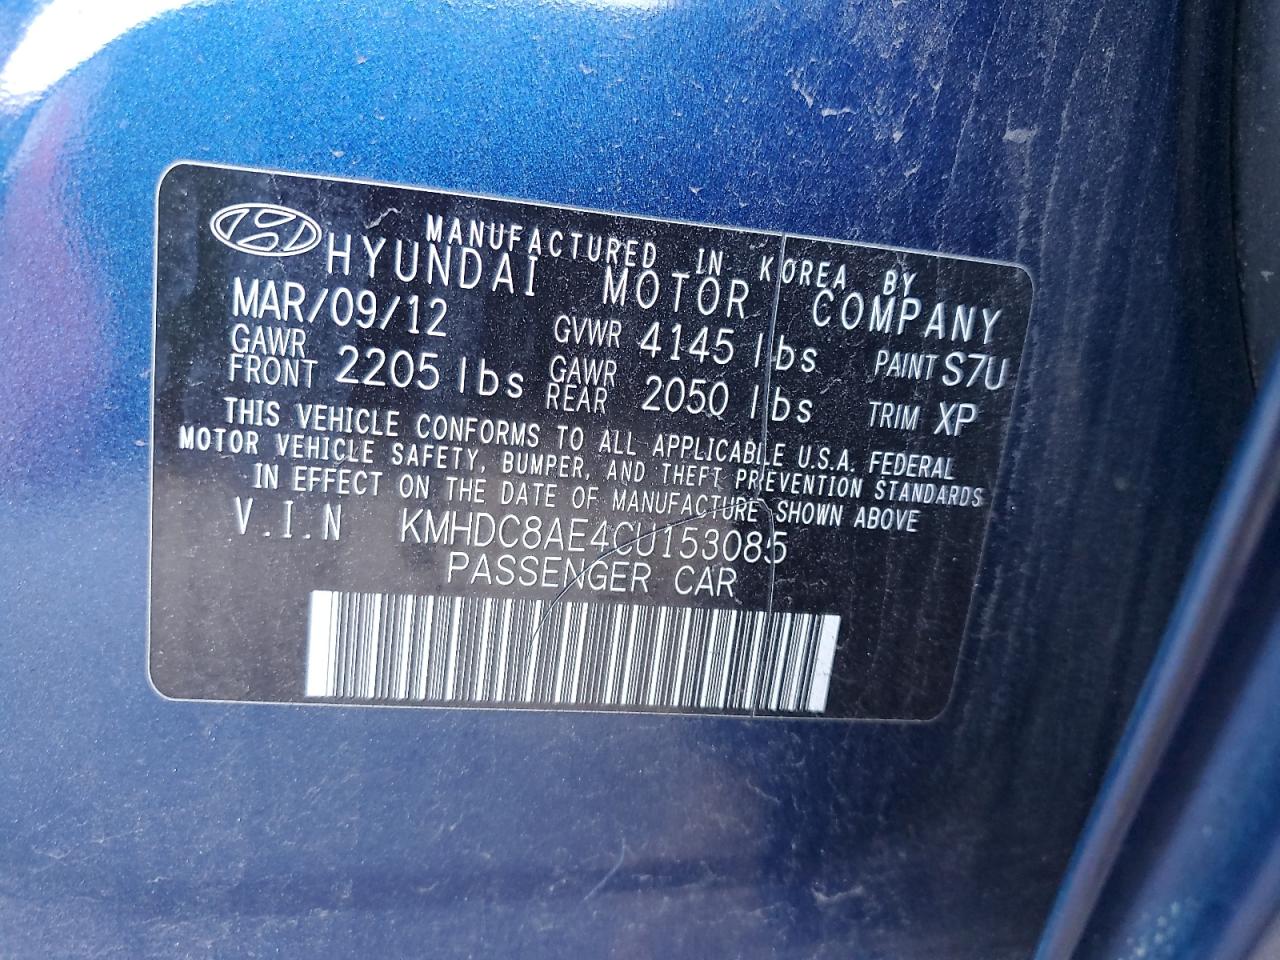 MANUFACTURED IN KOREA BY
HYUNDAI MOTOR COMPANY
MAR/09/12 GVWR 4145 lbs PAINT S7U
GAWR FRONT 2205 lbs GAWR REAR 2050 lbs TRIM XP
THIS VEHICLE CONFORMS TO ALL APPLICABLE U.S.A. FEDERAL
MOTOR VEHICLE SAFETY, BUMPER, AND THEFT PREVENTION STANDARDS
IN EFFECT ON THE DATE OF MANUFACTURE SHOWN ABOVE
V.I.N KMHDC8AE4CU153085
PASSENGER CAR